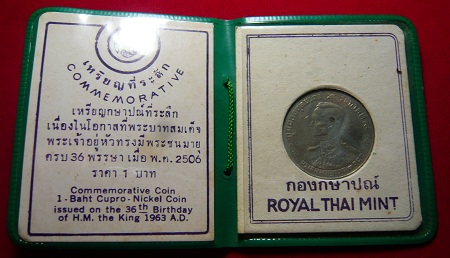 เหรียญที่ระลึก
COMMEMORATIVE
เหรียญกษาปณ์ที่ระลึก
เนื่องในโอกาสที่พระบาทสมเด็จ
พระเจ้าอยู่หัวทรงมีพระชนมายุ
ครบ 36 พรรษา เมื่อ พ.ศ. 2506
ราคา 1 บาท
Commemorative Coin
1-Baht Cupro-Nickel Coin
issued on the 36th Birthday
of H.M. the King 1963 A.D.
กองกษาปณ์
ROYAL THAI MINT